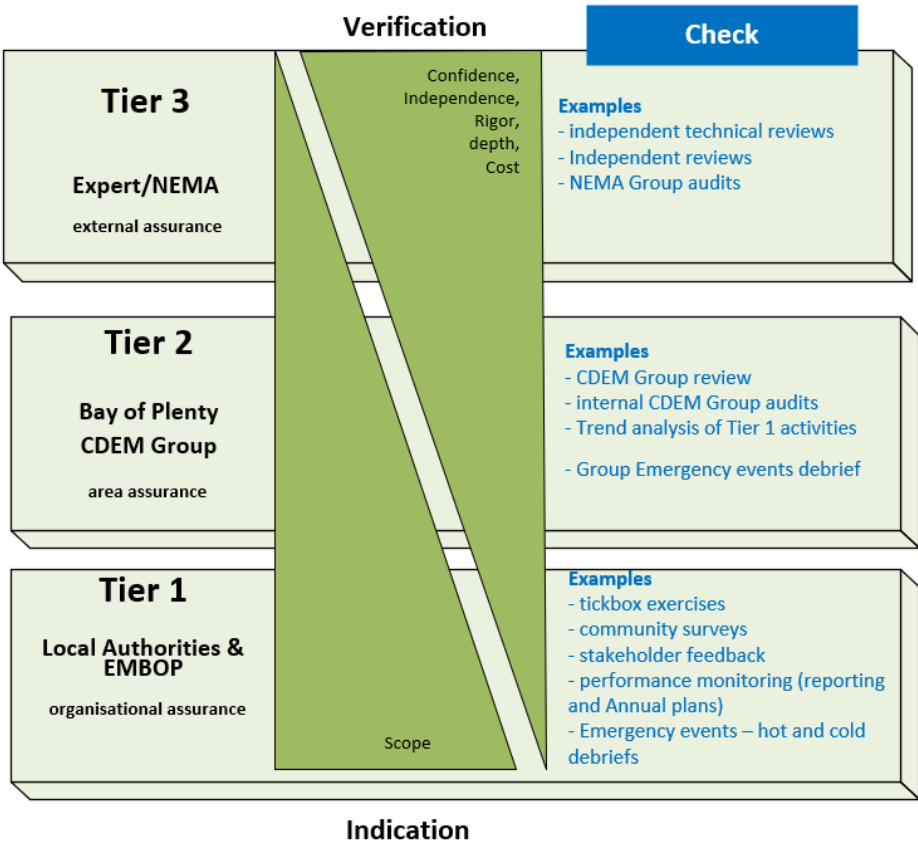 Verification
Check
Tier 3
Expert/NEMA
external assurance
Confidence,
Independence,
Rigor,
depth,
Cost
Examples
- independent technical reviews
- Independent reviews
- NEMA Group audits
Tier 2
Bay of Plenty
CDEM Group
area assurance
Examples
- CDEM Group review
- internal CDEM Group audits
- Trend analysis of Tier 1 activities
- Group Emergency events debrief
Tier 1
Local Authorities &
EMBOP
organisational assurance
Scope
Examples
- tickbox exercises
- community surveys
- stakeholder feedback
- performance monitoring (reporting
and Annual plans)
- Emergency events – hot and cold
debriefs
Indication